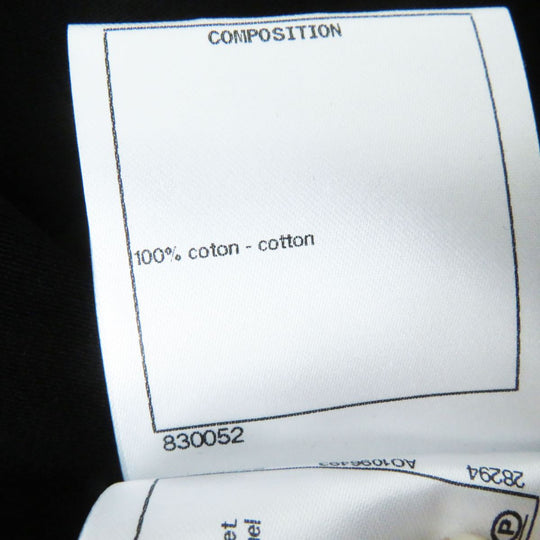 COMPOSITION
100% coton - cotton
830052
28294
P